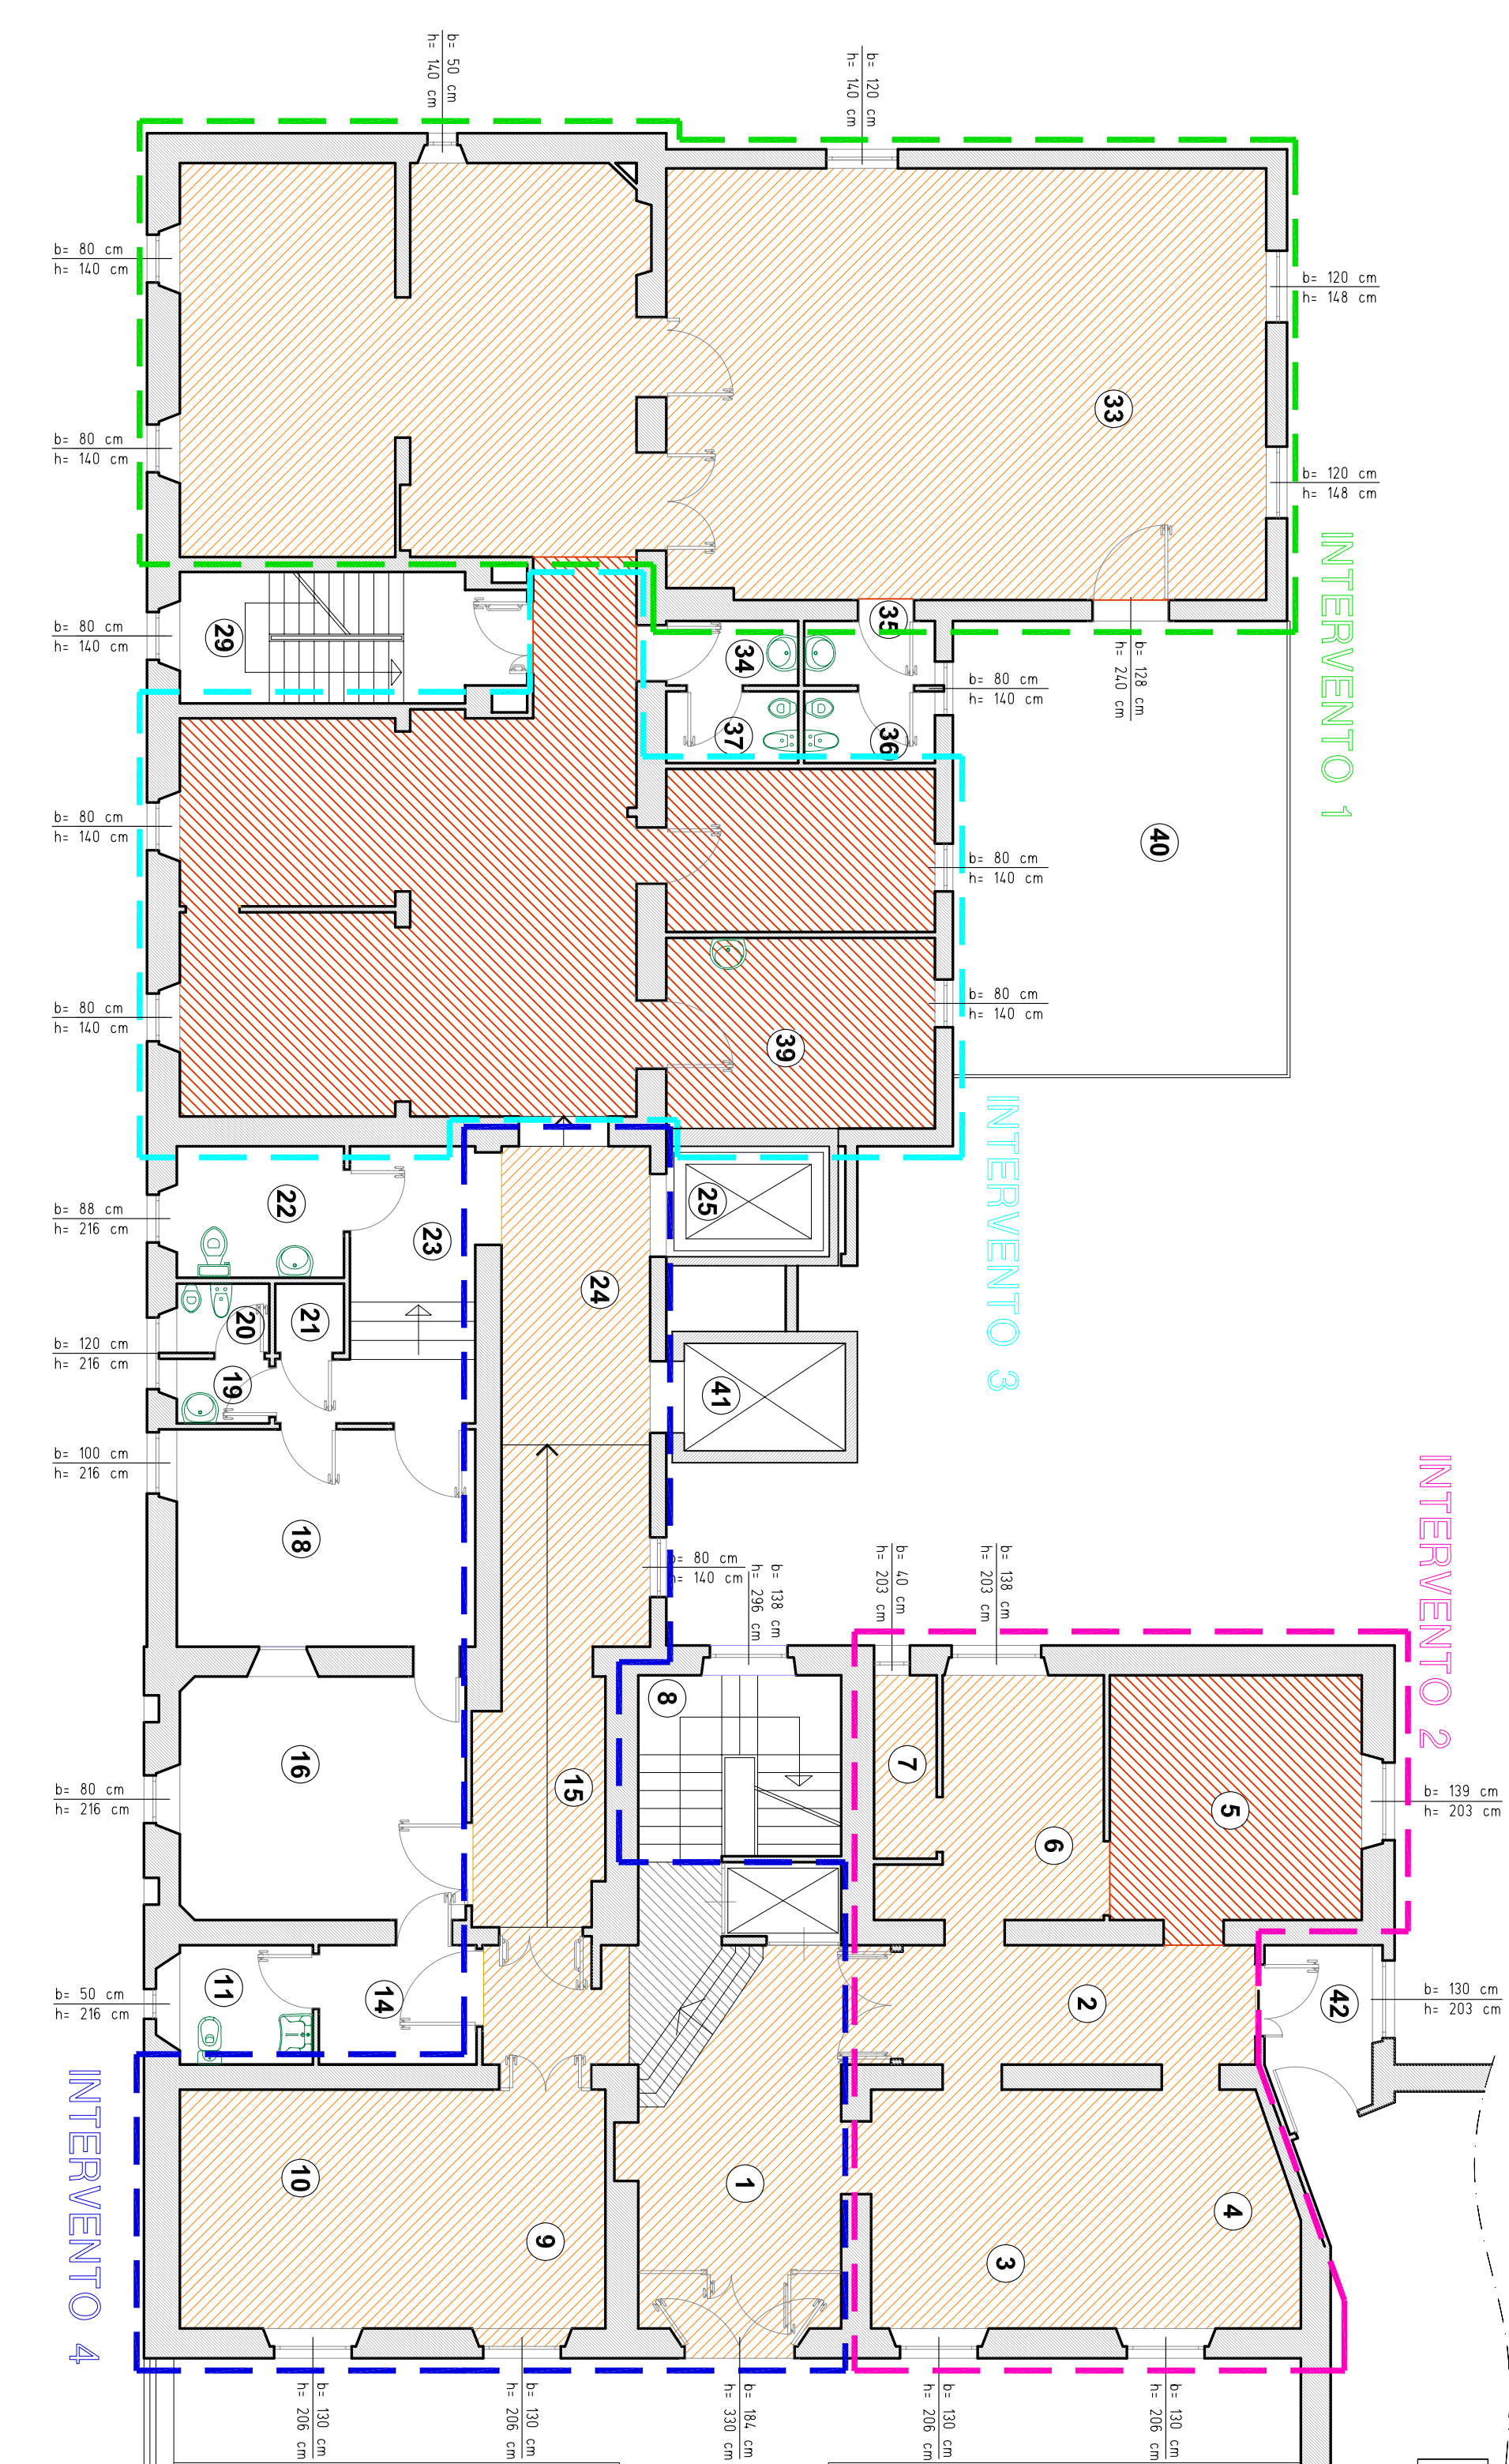 b= 50 cm
h= 140 cm
b= 120 cm
h= 140 cm
b= 80 cm
h= 140 cm
b= 120 cm
h= 148 cm
33
b= 80 cm
h= 140 cm
b= 120 cm
h= 148 cm
INTERVENTO 1
b= 80 cm
h= 140 cm
29
34
35
b= 128 cm
h= 240 cm
b= 80 cm
h= 140 cm
37
36
b= 80 cm
h= 140 cm
40
b= 80 cm
h= 140 cm
b= 80 cm
h= 140 cm
39
b= 80 cm
h= 140 cm
INTERVENTO 3
b= 88 cm
h= 216 cm
22
23
25
24
b= 120 cm
h= 216 cm
20
21
19
41
b= 100 cm
h= 216 cm
18
b= 80 cm
h= 140 cm
b= 138 cm
h= 296 cm
b= 40 cm
h= 203 cm
b= 138 cm
h= 203 cm
INTERVENTO 2
8
7
16
15
6
5
b= 80 cm
h= 216 cm
b= 139 cm
h= 203 cm
b= 50 cm
h= 216 cm
11
14
2
42
b= 130 cm
h= 203 cm
INTERVENTO 4
10
9
1
3
4
b= 130 cm
h= 206 cm
b= 130 cm
h= 206 cm
b= 184 cm
h= 330 cm
b= 130 cm
h= 206 cm
b= 130 cm
h= 206 cm